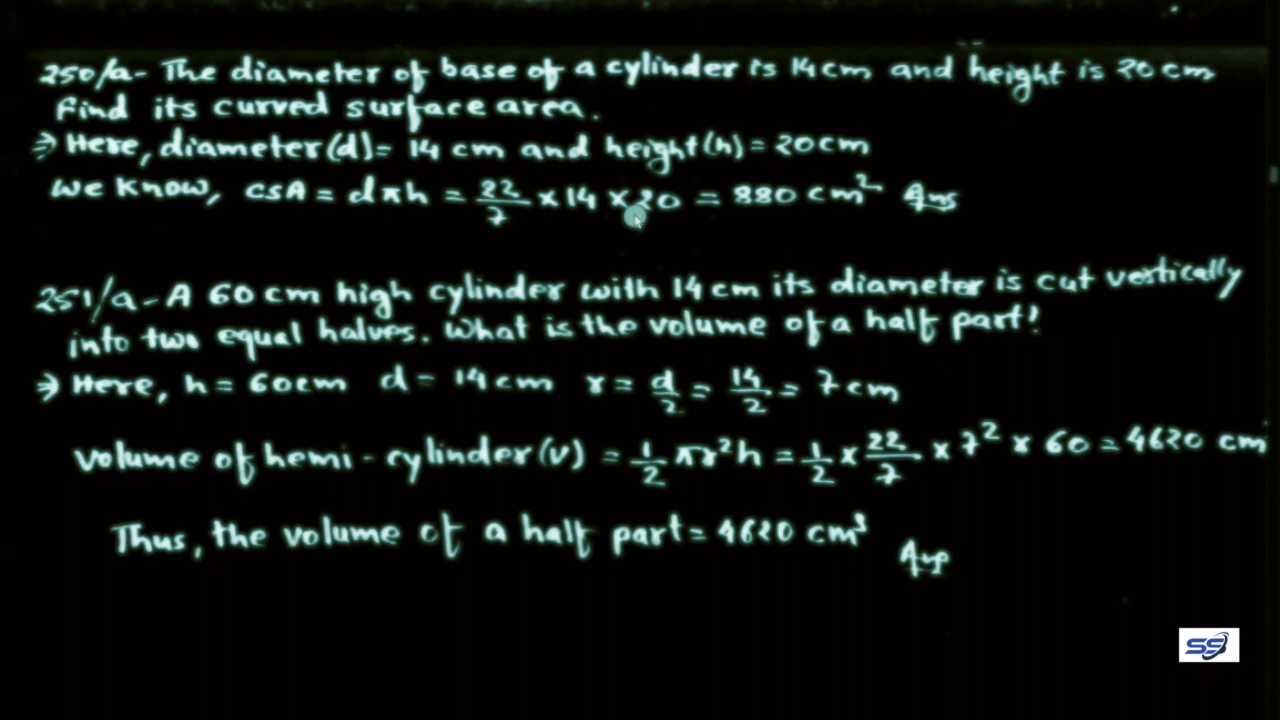 250/a- The diameter of base of a cylinder is 14cm and height is 20cm
Find its curved surface area.
⇒ Here, diameter(d)= 14 cm and height(h) = 20cm
We know, CSA = dπh = 22/7 × 14 × 20 = 880 cm² Ans
251/a- A 60 cm high cylinder with 14 cm its diameter is cut vertically
into two equal halves. What is the volume of a half part!
⇒ Here, h = 60cm d = 14cm r = d/2 = 14/2 = 7 cm
Volume of hemi-cylinder(v) = 1/2 πr²h = 1/2 × 22/7 × 7² × 60 = 4620 cm
Thus, the volume of a half part = 4620 cm³ Ans
SS